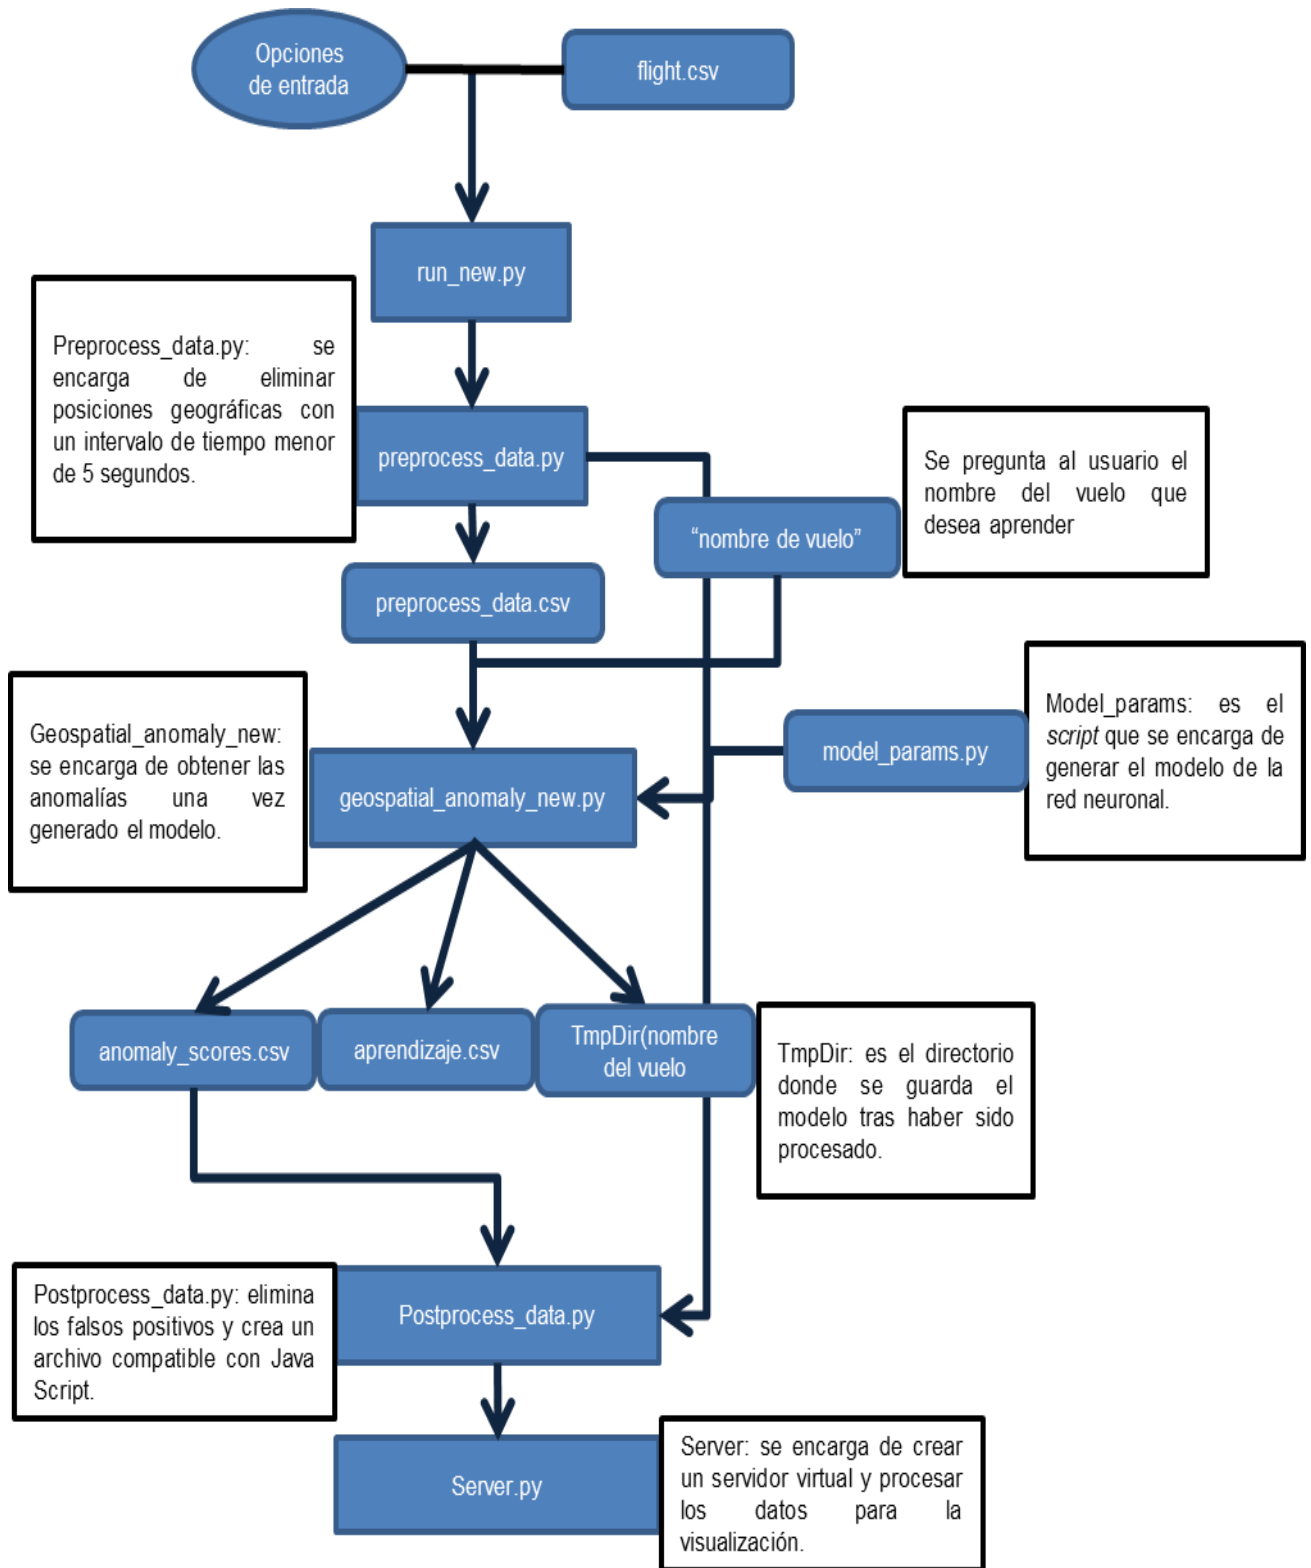 Opciones
de entrada
flight.csv
run_new.py
Preprocess_data.py: se
encarga de eliminar
posiciones geográficas con
un intervalo de tiempo menor
de 5 segundos.
preprocess_data.py
Se pregunta al usuario el
nombre del vuelo que
desea aprender
“nombre de vuelo”
preprocess_data.csv
Geospatial_anomaly_new:
se encarga de obtener las
anomalías una vez
generado el modelo.
Model_params: es el
script que se encarga de
generar el modelo de la
red neuronal.
model_params.py
geospatial_anomaly_new.py
anomaly_scores.csv
aprendizaje.csv
TmpDir(nombre
del vuelo
TmpDir: es el directorio
donde se guarda el
modelo tras haber sido
procesado.
Postprocess_data.py: elimina
los falsos positivos y crea un
archivo compatible con Java
Script.
Postprocess_data.py
Server.py
Server: se encarga de crear
un servidor virtual y procesar
los datos para la
visualización.